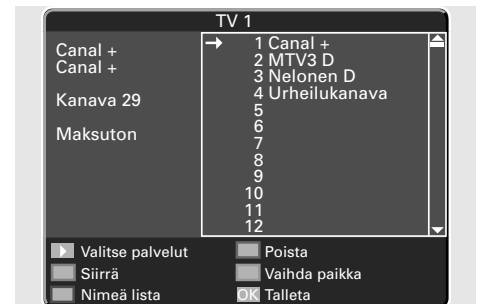 TV 1
Canal +
Canal +
Kanava 29
Maksuton
1 Canal +
2 MTV3 D
3 Nelonen D
4 Urheilukanava
5
6
7
8
9
10
11
12
Valitse palvelut
Siirrä
Nimeä lista
Poista
Vaihda paikka
OK Talleta